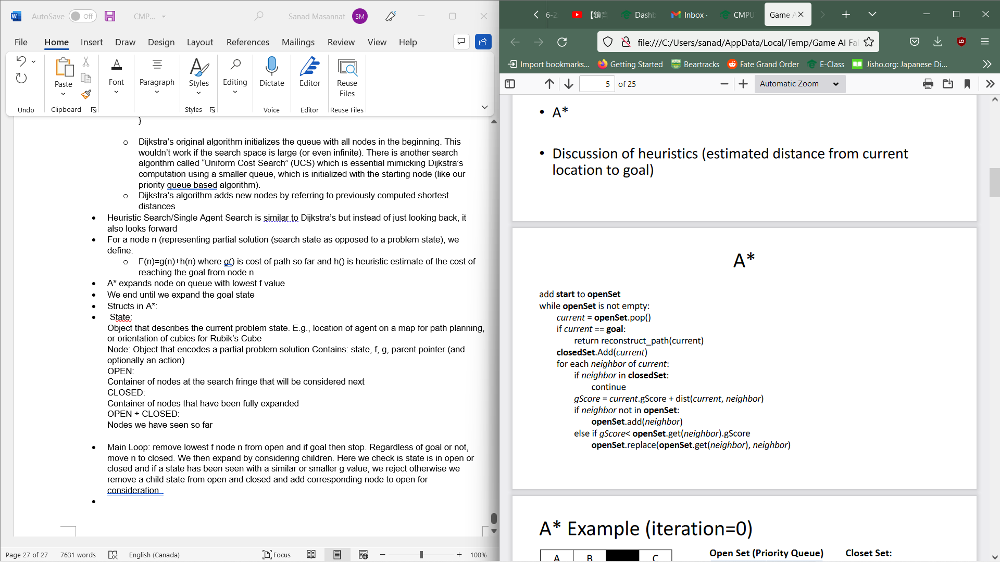 AutoSave
Off
CMP...
Sanad Masannat
SM
File
Home
Insert
Draw
Design
Layout
References
Mailings
Review
View
Help
Paste
Font
Paragraph
Styles
Editing
Dictate
Editor
Reuse
Files
Undo
Clipboard
Styles
Voice
Editor
Reuse Files
}
o Dijkstra’s original algorithm initializes the queue with all nodes in the beginning. This
wouldn’t work if the search space is large (or even infinite). There is another search
algorithm called “Uniform Cost Search” (UCS) which is essential mimicking Dijkstra’s
computation using a smaller queue, which is initialized with the starting node (like our
priority queue based algorithm).
o Dijkstra’s algorithm adds new nodes by referring to previously computed shortest
distances
• Heuristic Search/Single Agent Search is similar to Dijkstra’s but instead of just looking back, it
also looks forward
• For a node n (representing partial solution (search state as opposed to a problem state), we
define:
o F(n)=g(n)+h(n) where g() is cost of path so far and h() is heuristic estimate of the cost of
reaching the goal from node n
• A* expands node on queue with lowest f value
• We end until we expand the goal state
• Structs in A*:
• State:
Object that describes the current problem state. E.g., location of agent on a map for path planning,
or orientation of cubies for Rubik’s Cube
Node: Object that encodes a partial problem solution Contains: state, f, g, parent pointer (and
optionally an action)
OPEN:
Container of nodes at the search fringe that will be considered next
CLOSED:
Container of nodes that have been fully expanded
OPEN + CLOSED:
Nodes we have seen so far
• Main Loop: remove lowest f node n from open and if goal then stop. Regardless of goal or not,
move n to closed. We then expand by considering children. Here we check is state is in open or
closed and if a state has been seen with a similar or smaller g value, we reject otherwise we
remove a child state from open and closed and add corresponding node to open for
consideration .
•
Page 27 of 27
7631 words
English (Canada)
Focus
100%
6-2
【鏡音
Dashb
Inbox -
CMPU
Game A
file:///C:/Users/sanad/AppData/Local/Temp/Game AI Fal
Import bookmarks...
Getting Started
Beartracks
Fate Grand Order
E-Class
Jisho.org: Japanese Di...
5 of 25
Automatic Zoom
• A*
• Discussion of heuristics (estimated distance from current
location to goal)
A*
add start to openSet
while openSet is not empty:
current = openSet.pop()
if current == goal:
return reconstruct_path(current)
closedSet.Add(current)
for each neighbor of current:
if neighbor in closedSet:
continue
gScore = current.gScore + dist(current, neighbor)
if neighbor not in openSet:
openSet.add(neighbor)
else if gScore< openSet.get(neighbor).gScore
openSet.replace(openSet.get(neighbor), neighbor)
A* Example (iteration=0)
A B C
Open Set (Priority Queue)
Closet Set: